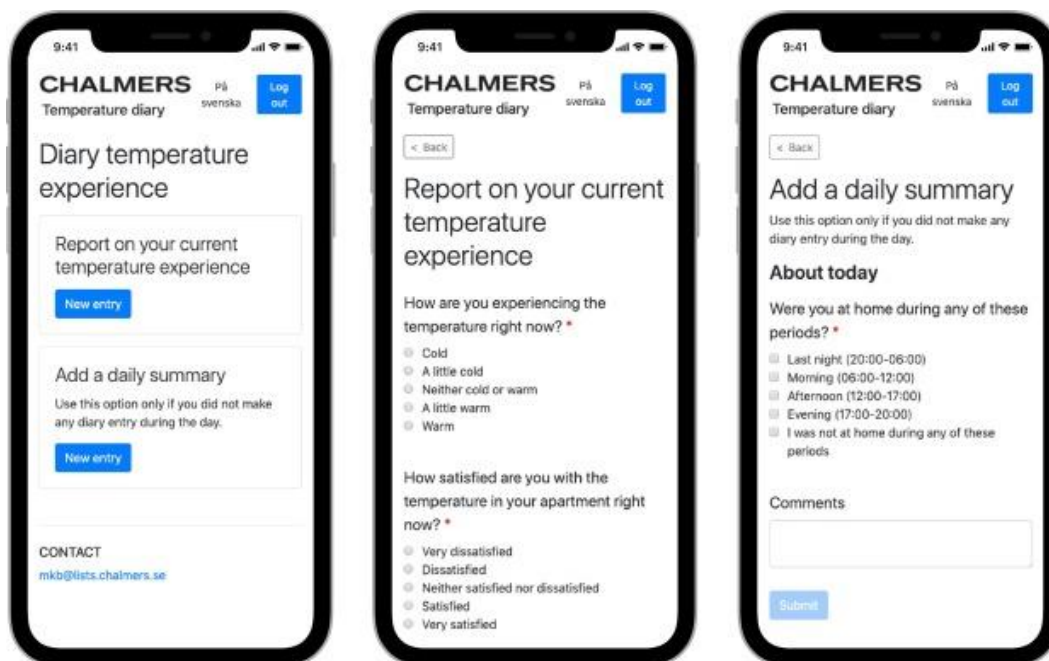 9:41
CHALMERS
På
svenska
Log
out
Temperature diary
Diary temperature
experience
Report on your current
temperature experience
New entry
Add a daily summary
Use this option only if you did not make
any diary entry during the day.
New entry
CONTACT
mkb@lists.chalmers.se
9:41
CHALMERS
På
svenska
Log
out
Temperature diary
< Back
Report on your current
temperature
experience
How are you experiencing the
temperature right now? *
Cold
A little cold
Neither cold or warm
A little warm
Warm
How satisfied are you with the
temperature in your apartment right
now? *
Very dissatisfied
Dissatisfied
Neither satisfied nor dissatisfied
Satisfied
Very satisfied
9:41
CHALMERS
På
svenska
Log
out
Temperature diary
< Back
Add a daily summary
Use this option only if you did not make any
diary entry during the day.
About today
Were you at home during any of these
periods? *
Last night (20:00-06:00)
Morning (06:00-12:00)
Afternoon (12:00-17:00)
Evening (17:00-20:00)
I was not at home during any of these
periods
Comments
Submit